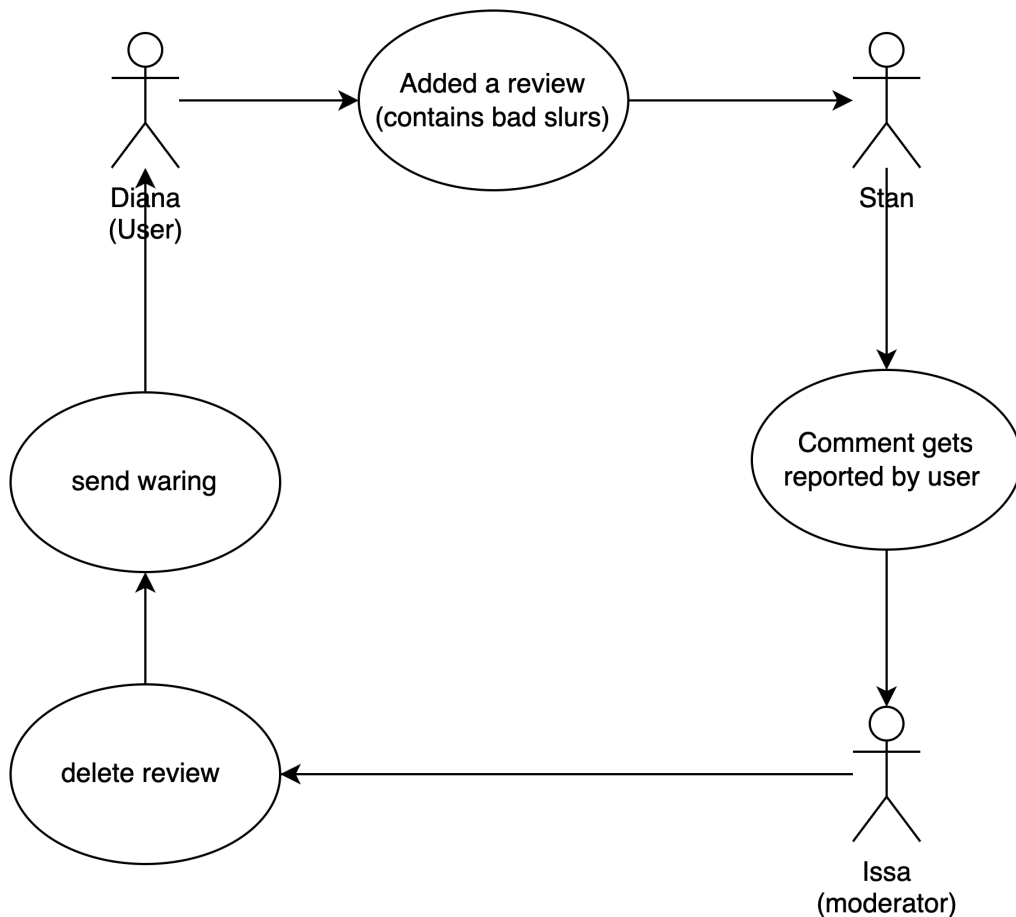 Added a review
(contains bad slurs)
Diana
(User)
Stan
Comment gets
reported by user
send waring
delete review
Issa
(moderator)